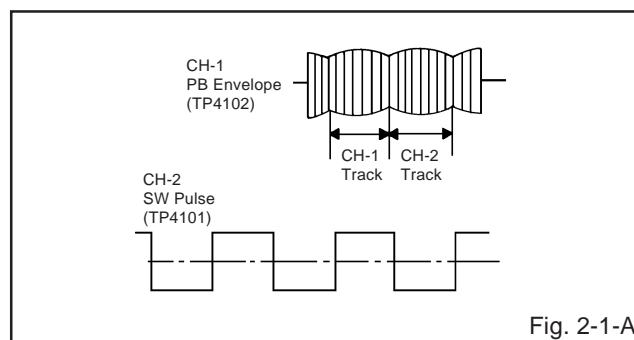 CH-1
PB Envelope
(TP4102)
CH-1
Track
CH-2
Track
CH-2
SW Pulse
(TP4101)
Fig. 2-1-A